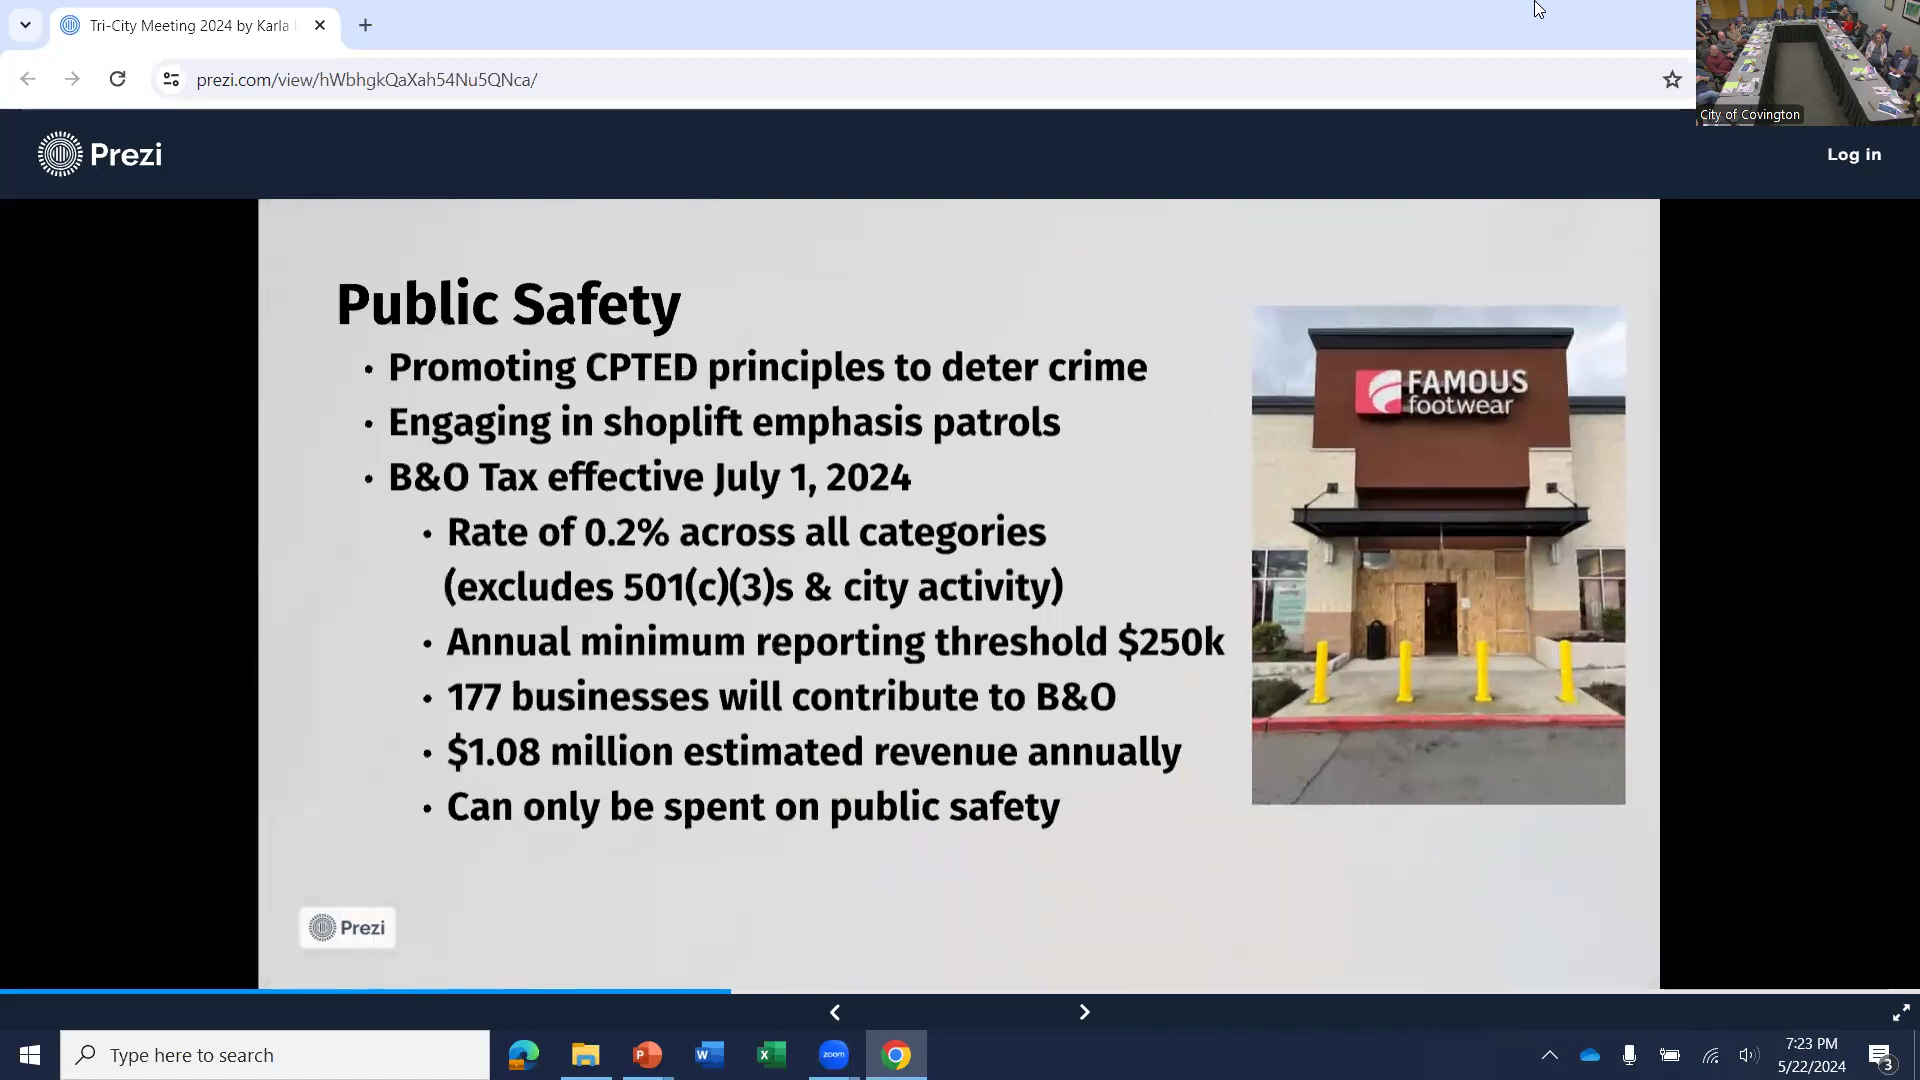 Tri-City Meeting 2024 by Karla
prezi.com/view/hWbhgkQaXah54Nu5QNca/
City of Covington
Prezi
Log in
Public Safety
• Promoting CPTED principles to deter crime
• Engaging in shoplift emphasis patrols
• B&O Tax effective July 1, 2024
• Rate of 0.2% across all categories
(excludes 501(c)(3)s & city activity)
• Annual minimum reporting threshold $250k
• 177 businesses will contribute to B&O
• $1.08 million estimated revenue annually
• Can only be spent on public safety
FAMOUS
footwear
Prezi
Type here to search
zoom
7:23 PM
5/22/2024
3